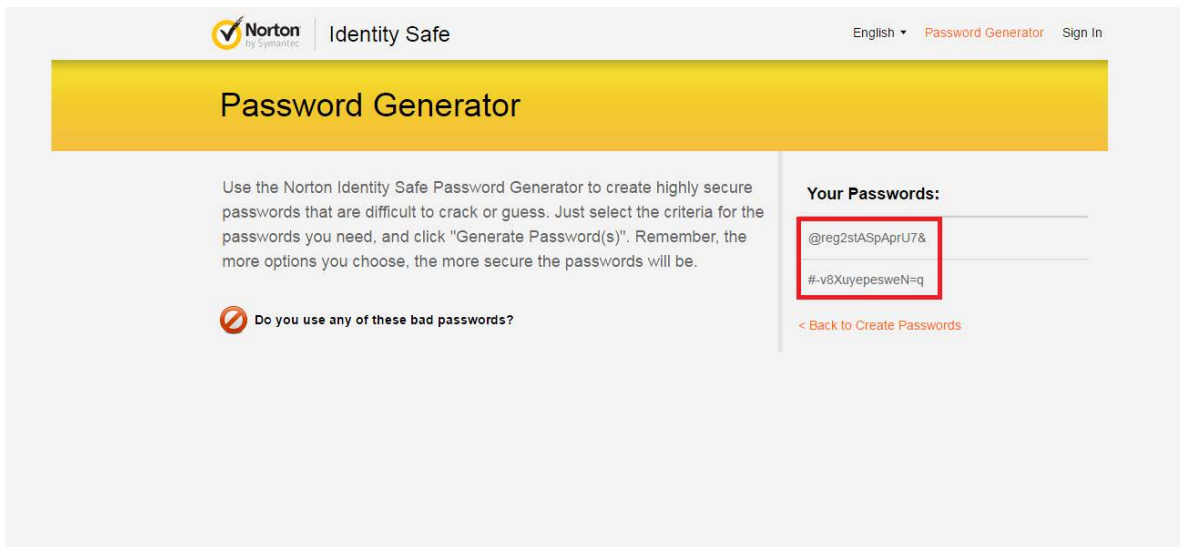 Norton
by Symantec
Identity Safe
English
Password Generator
Sign In
Password Generator
Use the Norton Identity Safe Password Generator to create highly secure
passwords that are difficult to crack or guess. Just select the criteria for the
passwords you need, and click "Generate Password(s)". Remember, the
more options you choose, the more secure the passwords will be.
Do you use any of these bad passwords?
Your Passwords:
@reg2stASpAprU7&
#-v8XuyepesweN=q
< Back to Create Passwords